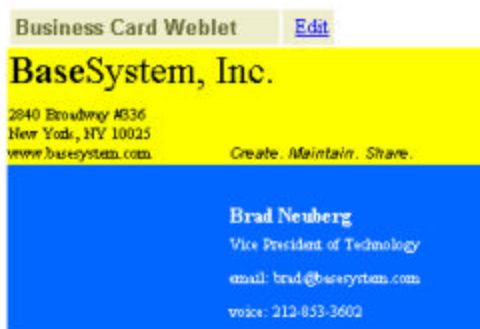 Business Card Weblet Edit
BaseSystem, Inc.
2840 Broadway #336
New York, NY 10025
www.basesystem.com Create. Maintain. Share.
Brad Neuberg
Vice President of Technology
email: brad@basesystem.com
voice: 212-853-3602